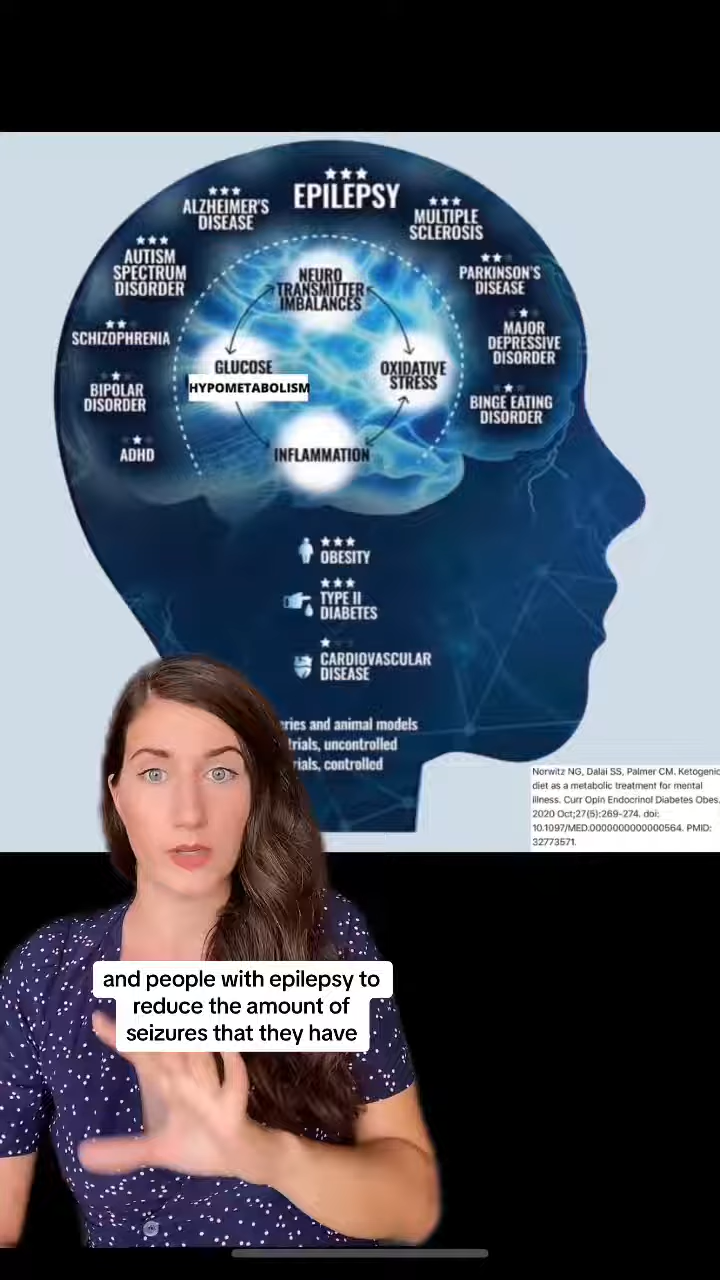 EPILEPSY
ALZHEIMER'S
DISEASE
MULTIPLE
SCLEROSIS
AUTISM
SPECTRUM
DISORDER
PARKINSON'S
DISEASE
NEURO
TRANSMITTER
IMBALANCES
SCHIZOPHRENIA
MAJOR
DEPRESSIVE
DISORDER
GLUCOSE
HYPOMETABOLISM
OXIDATIVE
STRESS
BIPOLAR
DISORDER
BINGE EATING
DISORDER
ADHD
INFLAMMATION
OBESITY
TYPE II
DIABETES
CARDIOVASCULAR
DISEASE
eries and animal models
trials, uncontrolled
rials, controlled
Norwitz NG, Dalai SS, Palmer CM. Ketogenic
diet as a metabolic treatment for mental
illness. Curr Opin Endocrinol Diabetes Obes.
2020 Oct;27(5):269-274. doi:
10.1097/MED.0000000000000564. PMID:
32773571.
and people with epilepsy to
reduce the amount of
seizures that they have